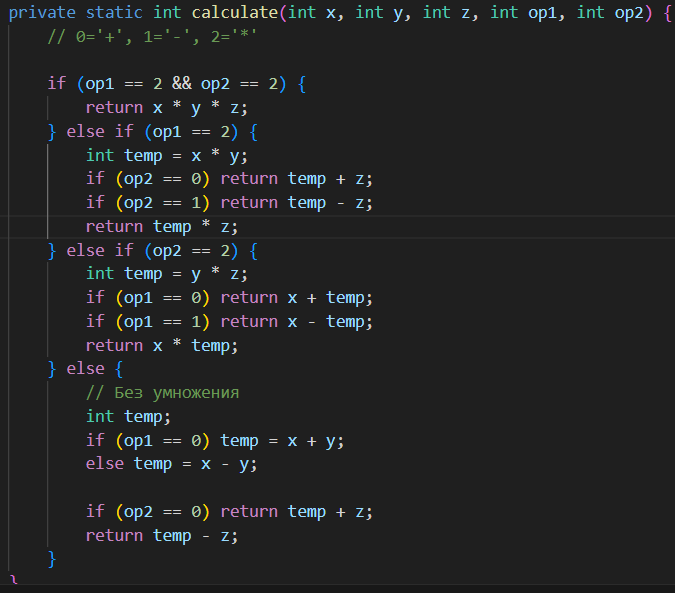 private static int calculate(int x, int y, int z, int op1, int op2) {
    // 0='+', 1='-', 2='*'

    if (op1 == 2 && op2 == 2) {
        return x * y * z;
    } else if (op1 == 2) {
        int temp = x * y;
        if (op2 == 0) return temp + z;
        if (op2 == 1) return temp - z;
        return temp * z;
    } else if (op2 == 2) {
        int temp = y * z;
        if (op1 == 0) return x + temp;
        if (op1 == 1) return x - temp;
        return x * temp;
    } else {
        // Без умножения
        int temp;
        if (op1 == 0) temp = x + y;
        else temp = x - y;

        if (op2 == 0) return temp + z;
        return temp - z;
    }
}